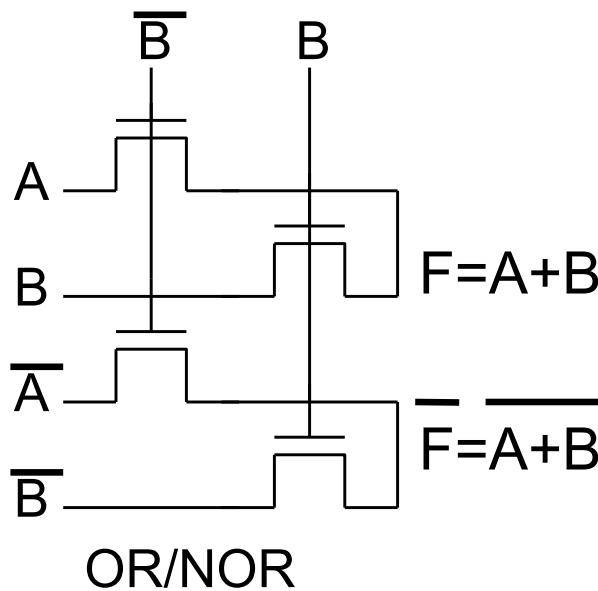 B̅ B
A
B
F=A+B
A̅
F̅=A̅+̅B̅
B̅
OR/NOR